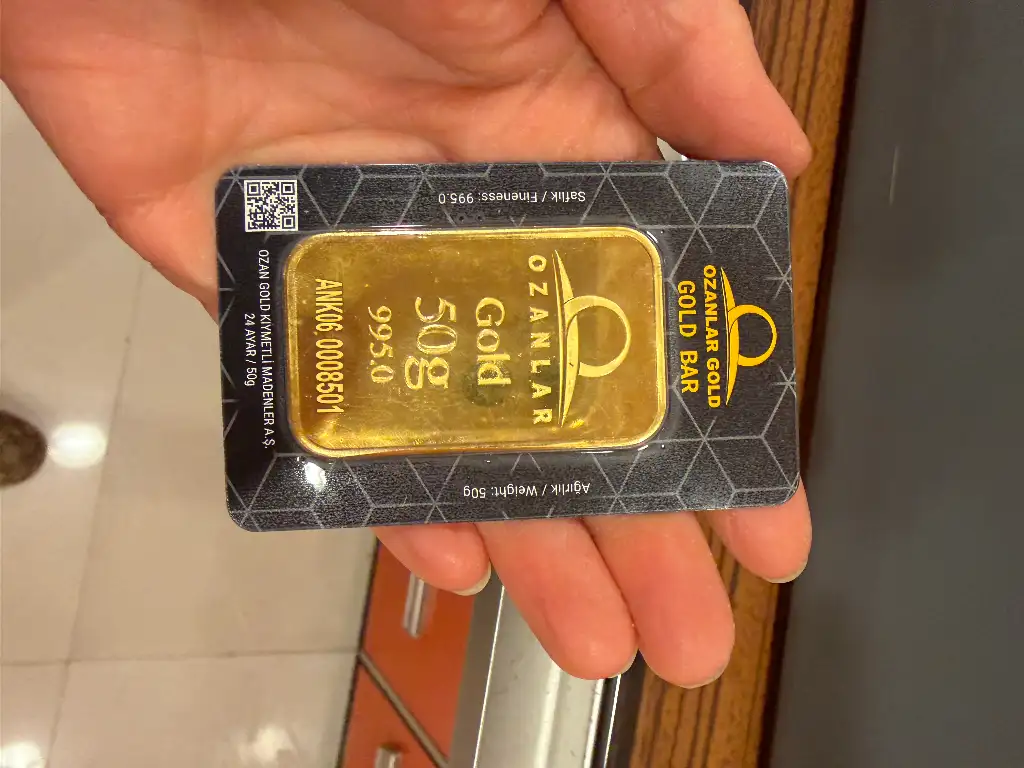 OZANLAR GOLD
GOLD BAR
Saflık / Fineness: 995.0
Ağırlık / Weight: 50g
OZANLAR
Gold
50g
995.0
ANK06 0008501
OZAN GOLD KIYMETLİ MADENLER A.Ş.
24 AYAR / 50g